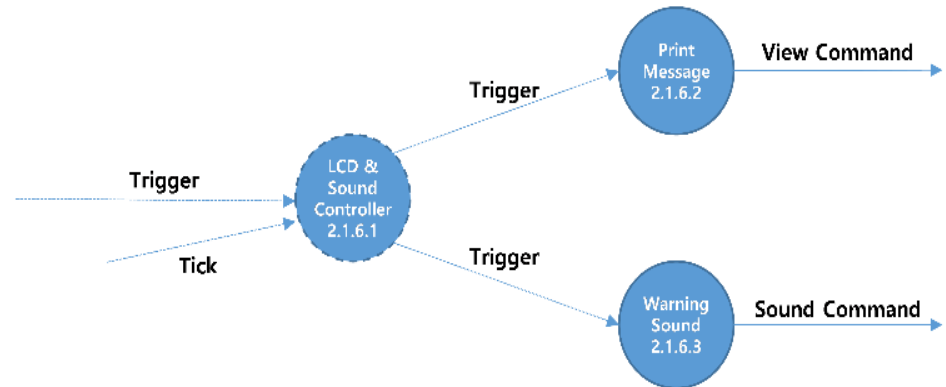 Print
Message
2.1.6.2
View Command
Trigger
LCD &
Sound
Controller
2.1.6.1
Trigger
Tick
Trigger
Warning
Sound
2.1.6.3
Sound Command